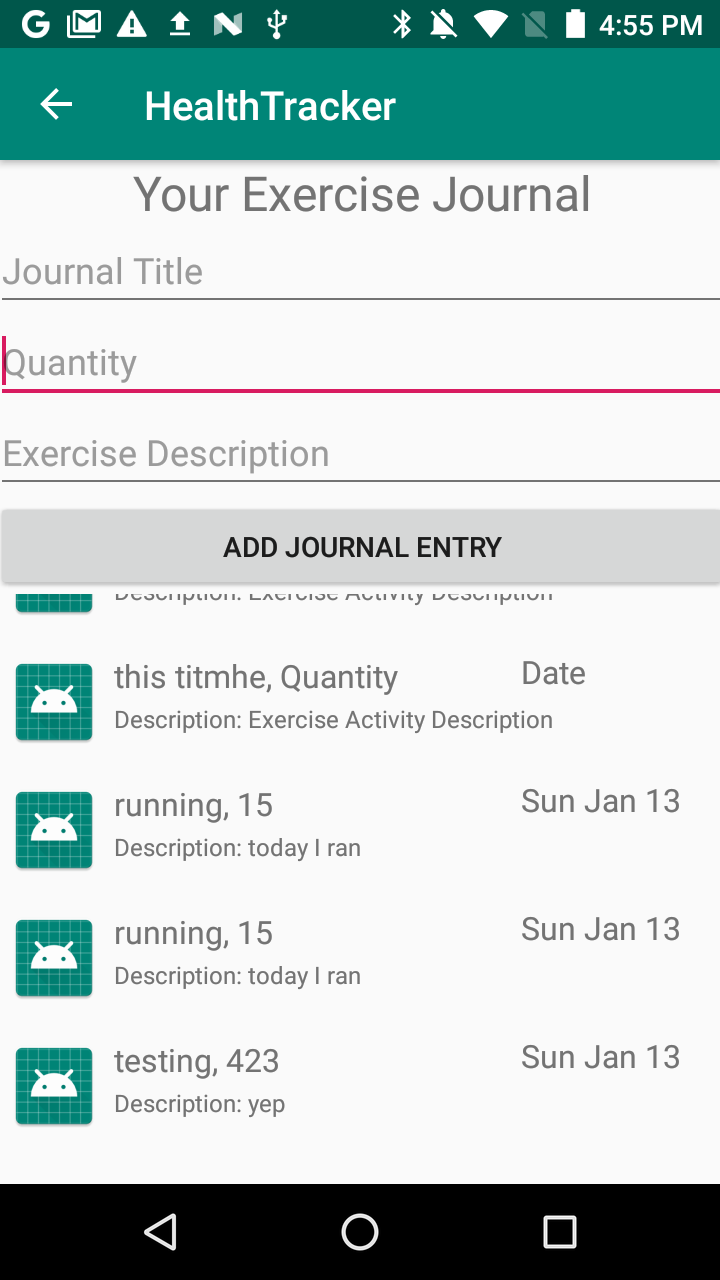 4:55 PM
HealthTracker
Your Exercise Journal
Journal Title
Quantity
Exercise Description
ADD JOURNAL ENTRY
Description: Exercise Activity Description
this titmhe, Quantity
Date
Description: Exercise Activity Description
running, 15
Sun Jan 13
Description: today I ran
running, 15
Sun Jan 13
Description: today I ran
testing, 423
Sun Jan 13
Description: yep